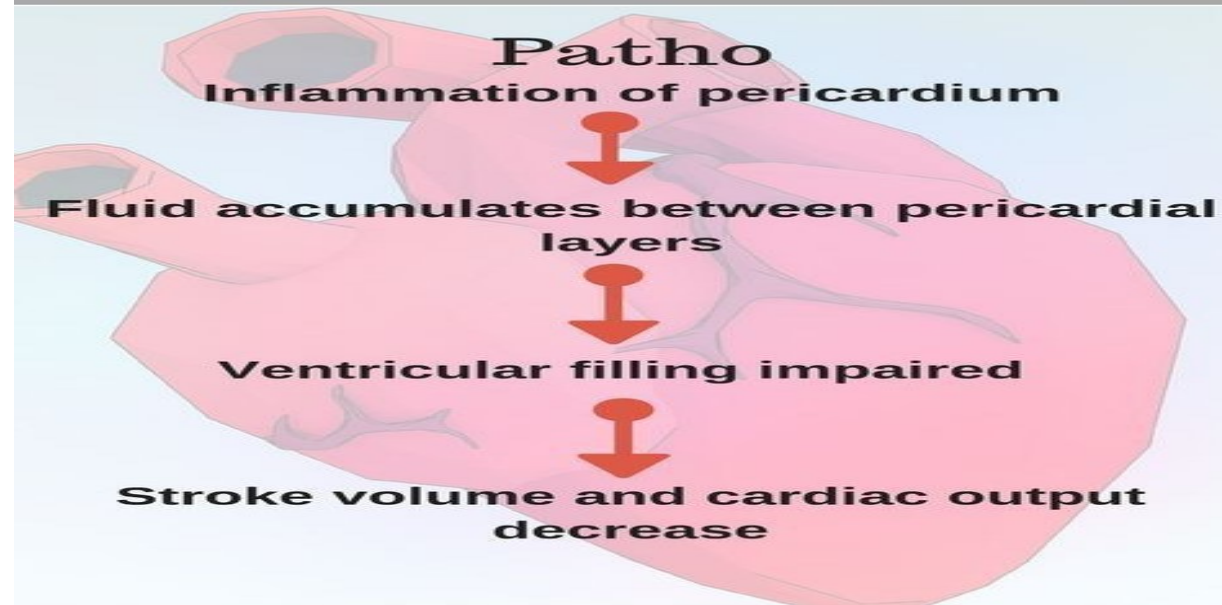 Patho
Inflammation of pericardium
Fluid accumulates between pericardial
layers
Ventricular filling impaired
Stroke volume and cardiac output
decrease